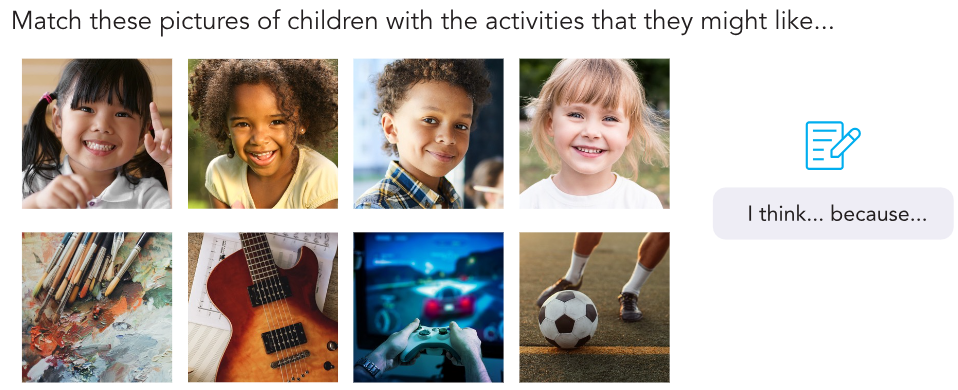 Match these pictures of children with the activities that they might like...
I think... because...